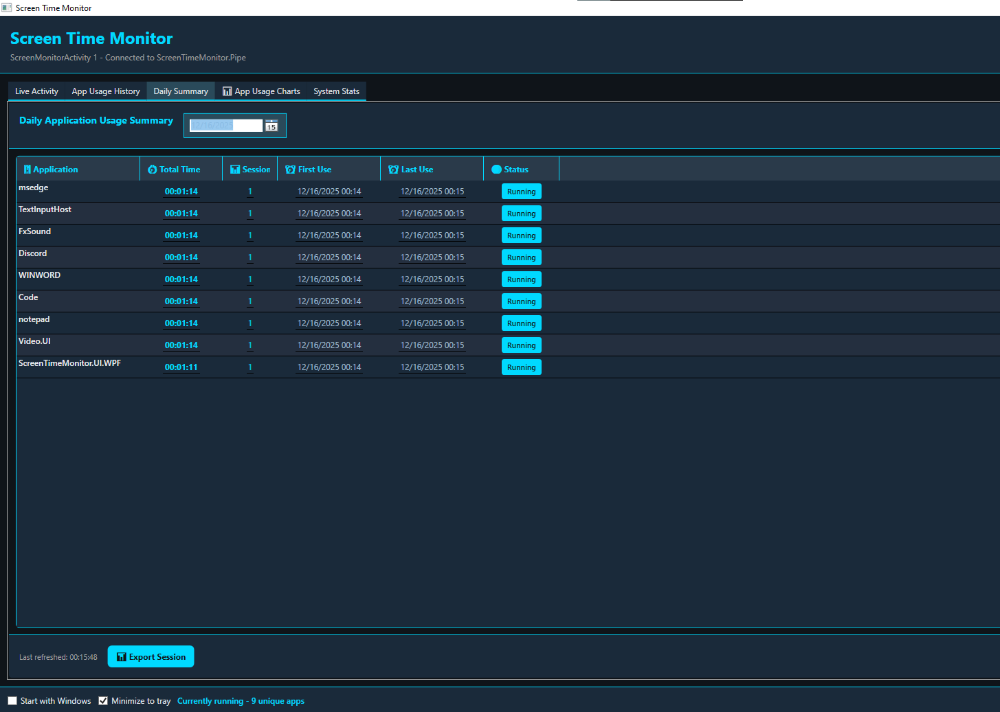 Screen Time Monitor
Screen Time Monitor
ScreenMonitorActivity 1 - Connected to ScreenTimeMonitor.Pipe
Live Activity App Usage History Daily Summary App Usage Charts System Stats
Daily Application Usage Summary 12/16/2025 15
Application Total Time Session First Use Last Use Status
msedge 00:01:14 1 12/16/2025 00:14 12/16/2025 00:15 Running
TextInputHost 00:01:14 1 12/16/2025 00:14 12/16/2025 00:15 Running
FxSound 00:01:14 1 12/16/2025 00:14 12/16/2025 00:15 Running
Discord 00:01:14 1 12/16/2025 00:14 12/16/2025 00:15 Running
WINWORD 00:01:14 1 12/16/2025 00:14 12/16/2025 00:15 Running
Code 00:01:14 1 12/16/2025 00:14 12/16/2025 00:15 Running
notepad 00:01:14 1 12/16/2025 00:14 12/16/2025 00:15 Running
Video.UI 00:01:14 1 12/16/2025 00:14 12/16/2025 00:15 Running
ScreenTimeMonitor.UI.WPF 00:01:11 1 12/16/2025 00:14 12/16/2025 00:15 Running
Last refreshed: 00:15:48 Export Session
Start with Windows Minimize to tray Currently running - 9 unique apps